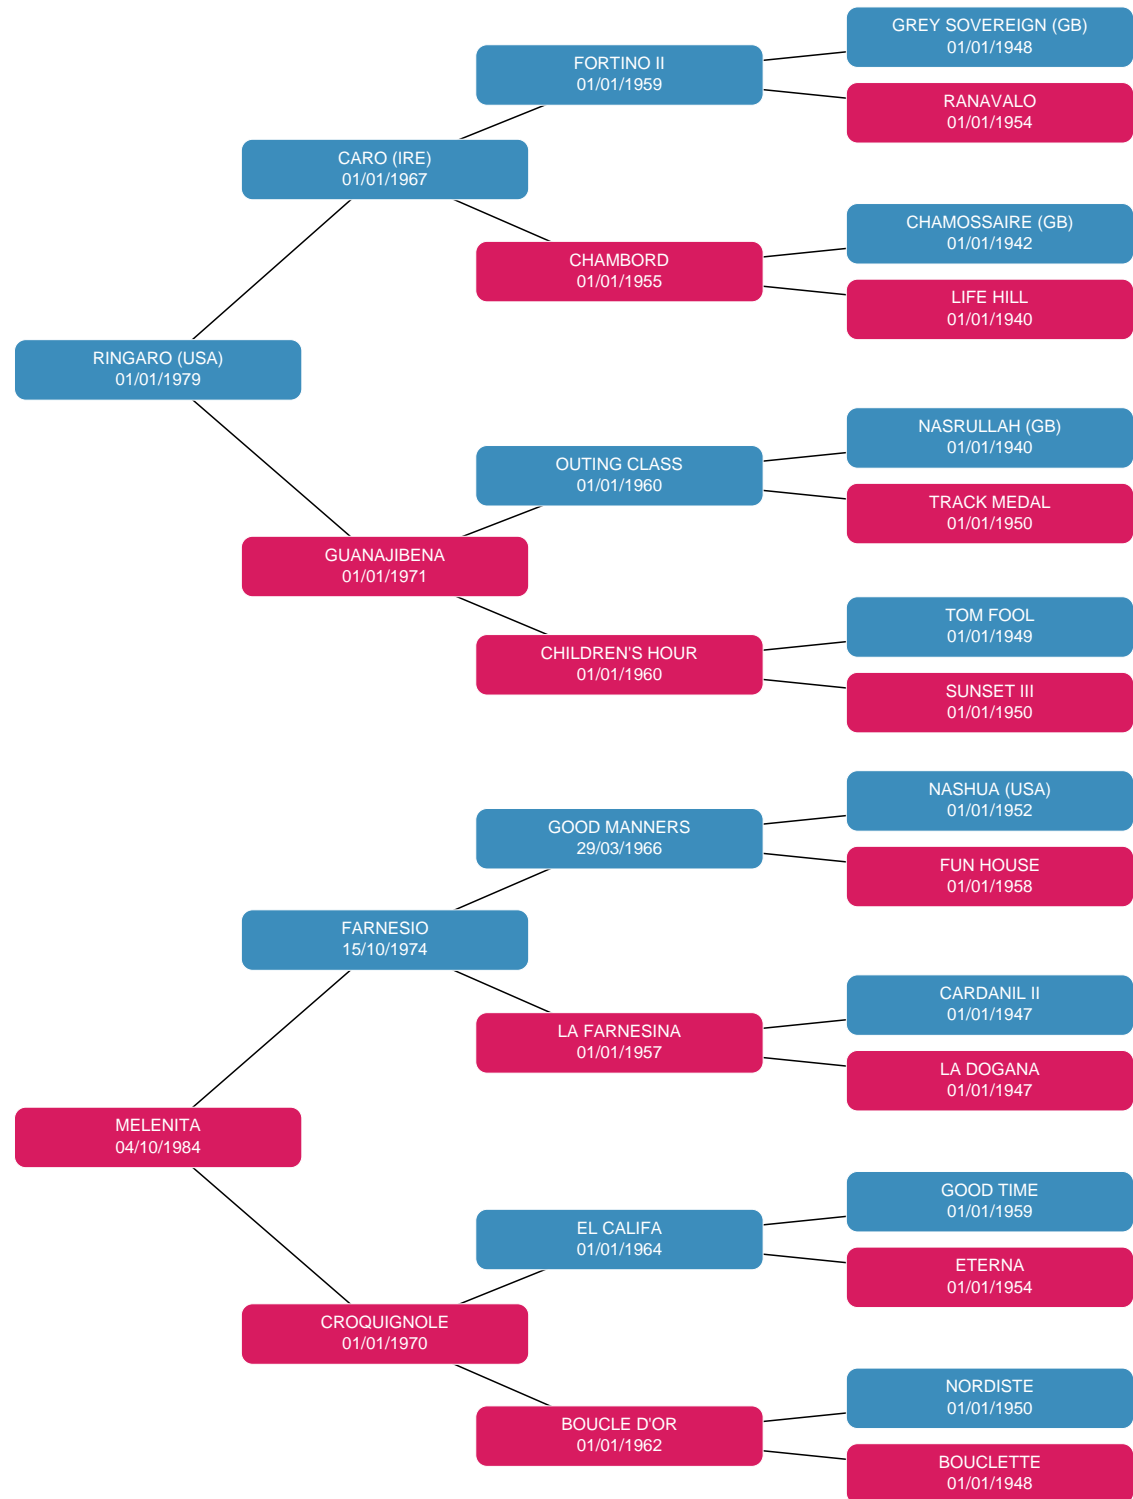 GREY SOVEREIGN (GB)
01/01/1948
FORTINO II
01/01/1959
RANAVALO
01/01/1954
CARO (IRE)
01/01/1967
CHAMOSSAIRE (GB)
01/01/1942
CHAMBORD
01/01/1955
LIFE HILL
01/01/1940
RINGARO (USA)
01/01/1979
NASRULLAH (GB)
01/01/1940
OUTING CLASS
01/01/1960
TRACK MEDAL
01/01/1950
GUANAJIBENA
01/01/1971
TOM FOOL
01/01/1949
CHILDREN'S HOUR
01/01/1960
SUNSET III
01/01/1950
NASHUA (USA)
01/01/1952
GOOD MANNERS
29/03/1966
FUN HOUSE
01/01/1958
FARNESIO
15/10/1974
CARDANIL II
01/01/1947
LA FARNESINA
01/01/1957
LA DOGANA
01/01/1947
MELENITA
04/10/1984
GOOD TIME
01/01/1959
EL CALIFA
01/01/1964
ETERNA
01/01/1954
CROQUIGNOLE
01/01/1970
NORDISTE
01/01/1950
BOUCLE D'OR
01/01/1962
BOUCLETTE
01/01/1948